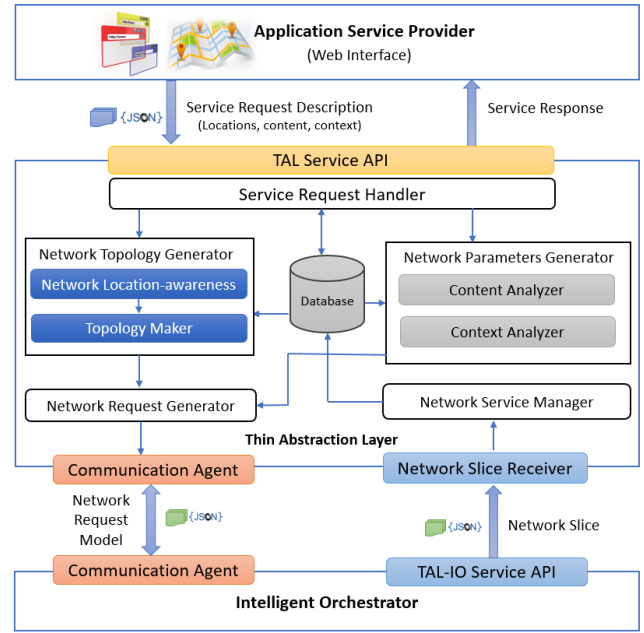 Application Service Provider
(Web Interface)
Service Request Description
(Locations, content, context)
{JSON}
Service Response
TAL Service API
Service Request Handler
Network Topology Generator
Network Location-awareness
Topology Maker
Database
Network Parameters Generator
Content Analyzer
Context Analyzer
Network Request Generator
Network Service Manager
Thin Abstraction Layer
Communication Agent
Network Slice Receiver
Network
Request
Model
{JSON}
{JSON}
Network Slice
Communication Agent
TAL-IO Service API
Intelligent Orchestrator